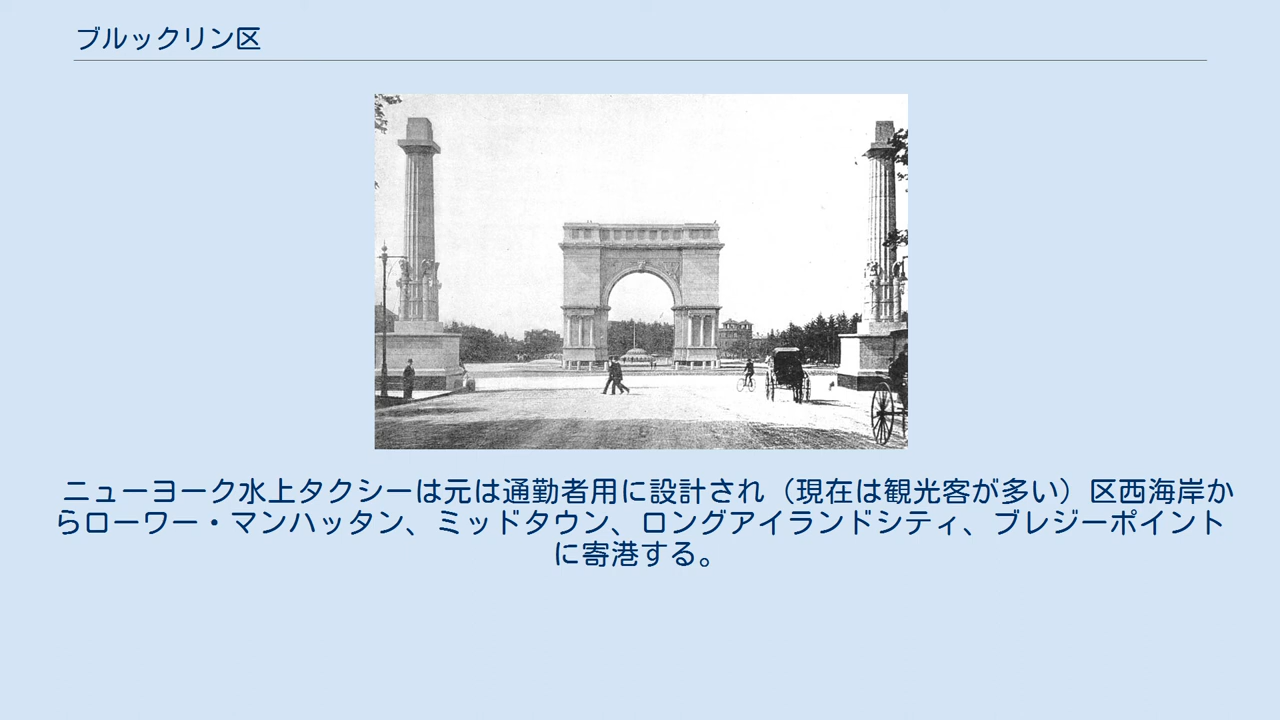 ブルックリン区
ニューヨーク水上タクシーは元は通勤者用に設計され（現在は観光客が多い）区西海岸か
らローワー・マンハッタン、ミッドタウン、ロングアイランドシティ、ブレジーポイント
に寄港する。